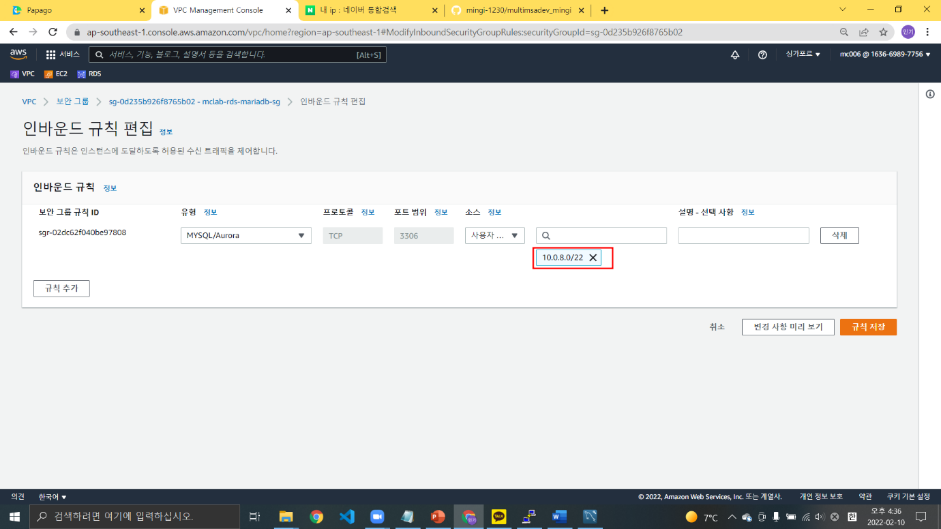 Papago
VPC Management Console
내 ip : 네이버 통합검색
mingi-1230/multimsadev_mingi
ap-southeast-1.console.aws.amazon.com/vpc/home?region=ap-southeast-1#ModifyInboundSecurityGroupRules:securityGroupId=sg-0d235b926f8765b02
민기
aws
서비스
서비스, 기능, 블로그, 설명서 등을 검색합니다.
[Alt+S]
싱가포르
mc006 @ 1636-6989-7756
VPC
EC2
RDS
VPC
보안 그룹
sg-0d235b926f8765b02 - mclab-rds-mariadb-sg
인바운드 규칙 편집
인바운드 규칙 편집 정보
인바운드 규칙은 인스턴스에 도달하도록 허용된 수신 트래픽을 제어합니다.
인바운드 규칙 정보
보안 그룹 규칙 ID
유형 정보
프로토콜 정보
포트 범위 정보
소스 정보
설명 - 선택 사항 정보
sgr-02dc62f040be97808
MYSQL/Aurora
TCP
3306
사용자 ...
삭제
10.0.8.0/22
규칙 추가
취소
변경 사항 미리 보기
규칙 저장
의견
한국어
© 2022, Amazon Web Services, Inc. 또는 계열사.
개인 정보 보호
약관
쿠키 기본 설정
검색하려면 여기에 입력하십시오.
7°C
오후 4:36
2022-02-10